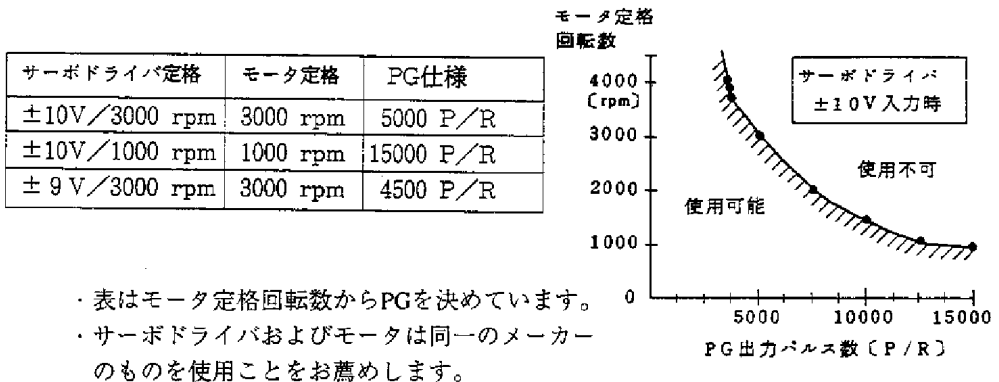 サーボドライバ定格 モータ定格 PG仕様
±10V/3000 rpm 3000 rpm 5000 P/R
±10V/1000 rpm 1000 rpm 15000 P/R
±9V/3000 rpm 3000 rpm 4500 P/R
・表はモータ定格回転数からPGを決めています。
・サーボドライバおよびモータは同一のメーカー
のものを使用ことをお薦めします。
モータ定格
回転数
4000
〔rpm〕
3000
2000
1000
0
サーボドライバ
±10V入力時
使用不可
使用可能
5000 10000 15000
PG出力パルス数〔P/R〕